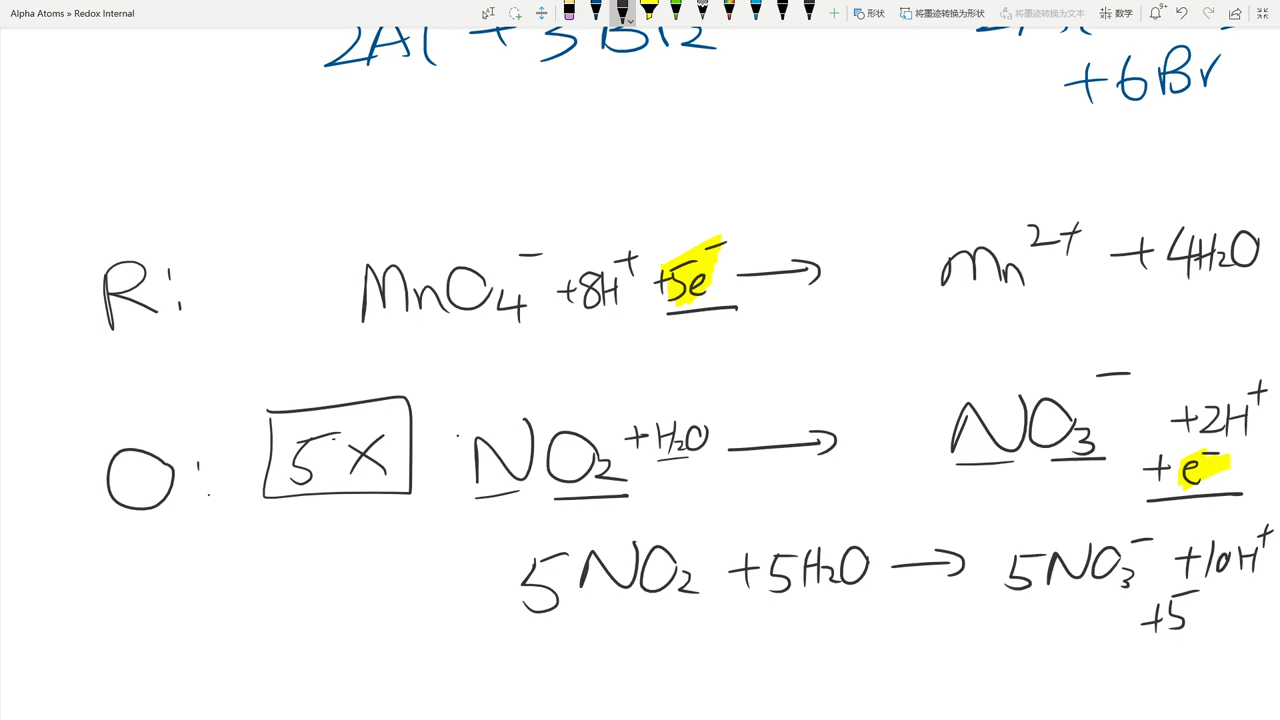 Alpha Atoms » Redox Internal 形状 将墨迹转换为形状 将墨迹转换为文本 数学 9+
2Al + 3Br2
+6Br
R: MnO4⁻ +8H⁺ +5e⁻ → Mn²⁺ +4H2O
O: 5X NO2 +H2O → NO3⁻ +2H⁺
+e⁻
5NO2 +5H2O → 5NO3⁻ +10H⁺
+5